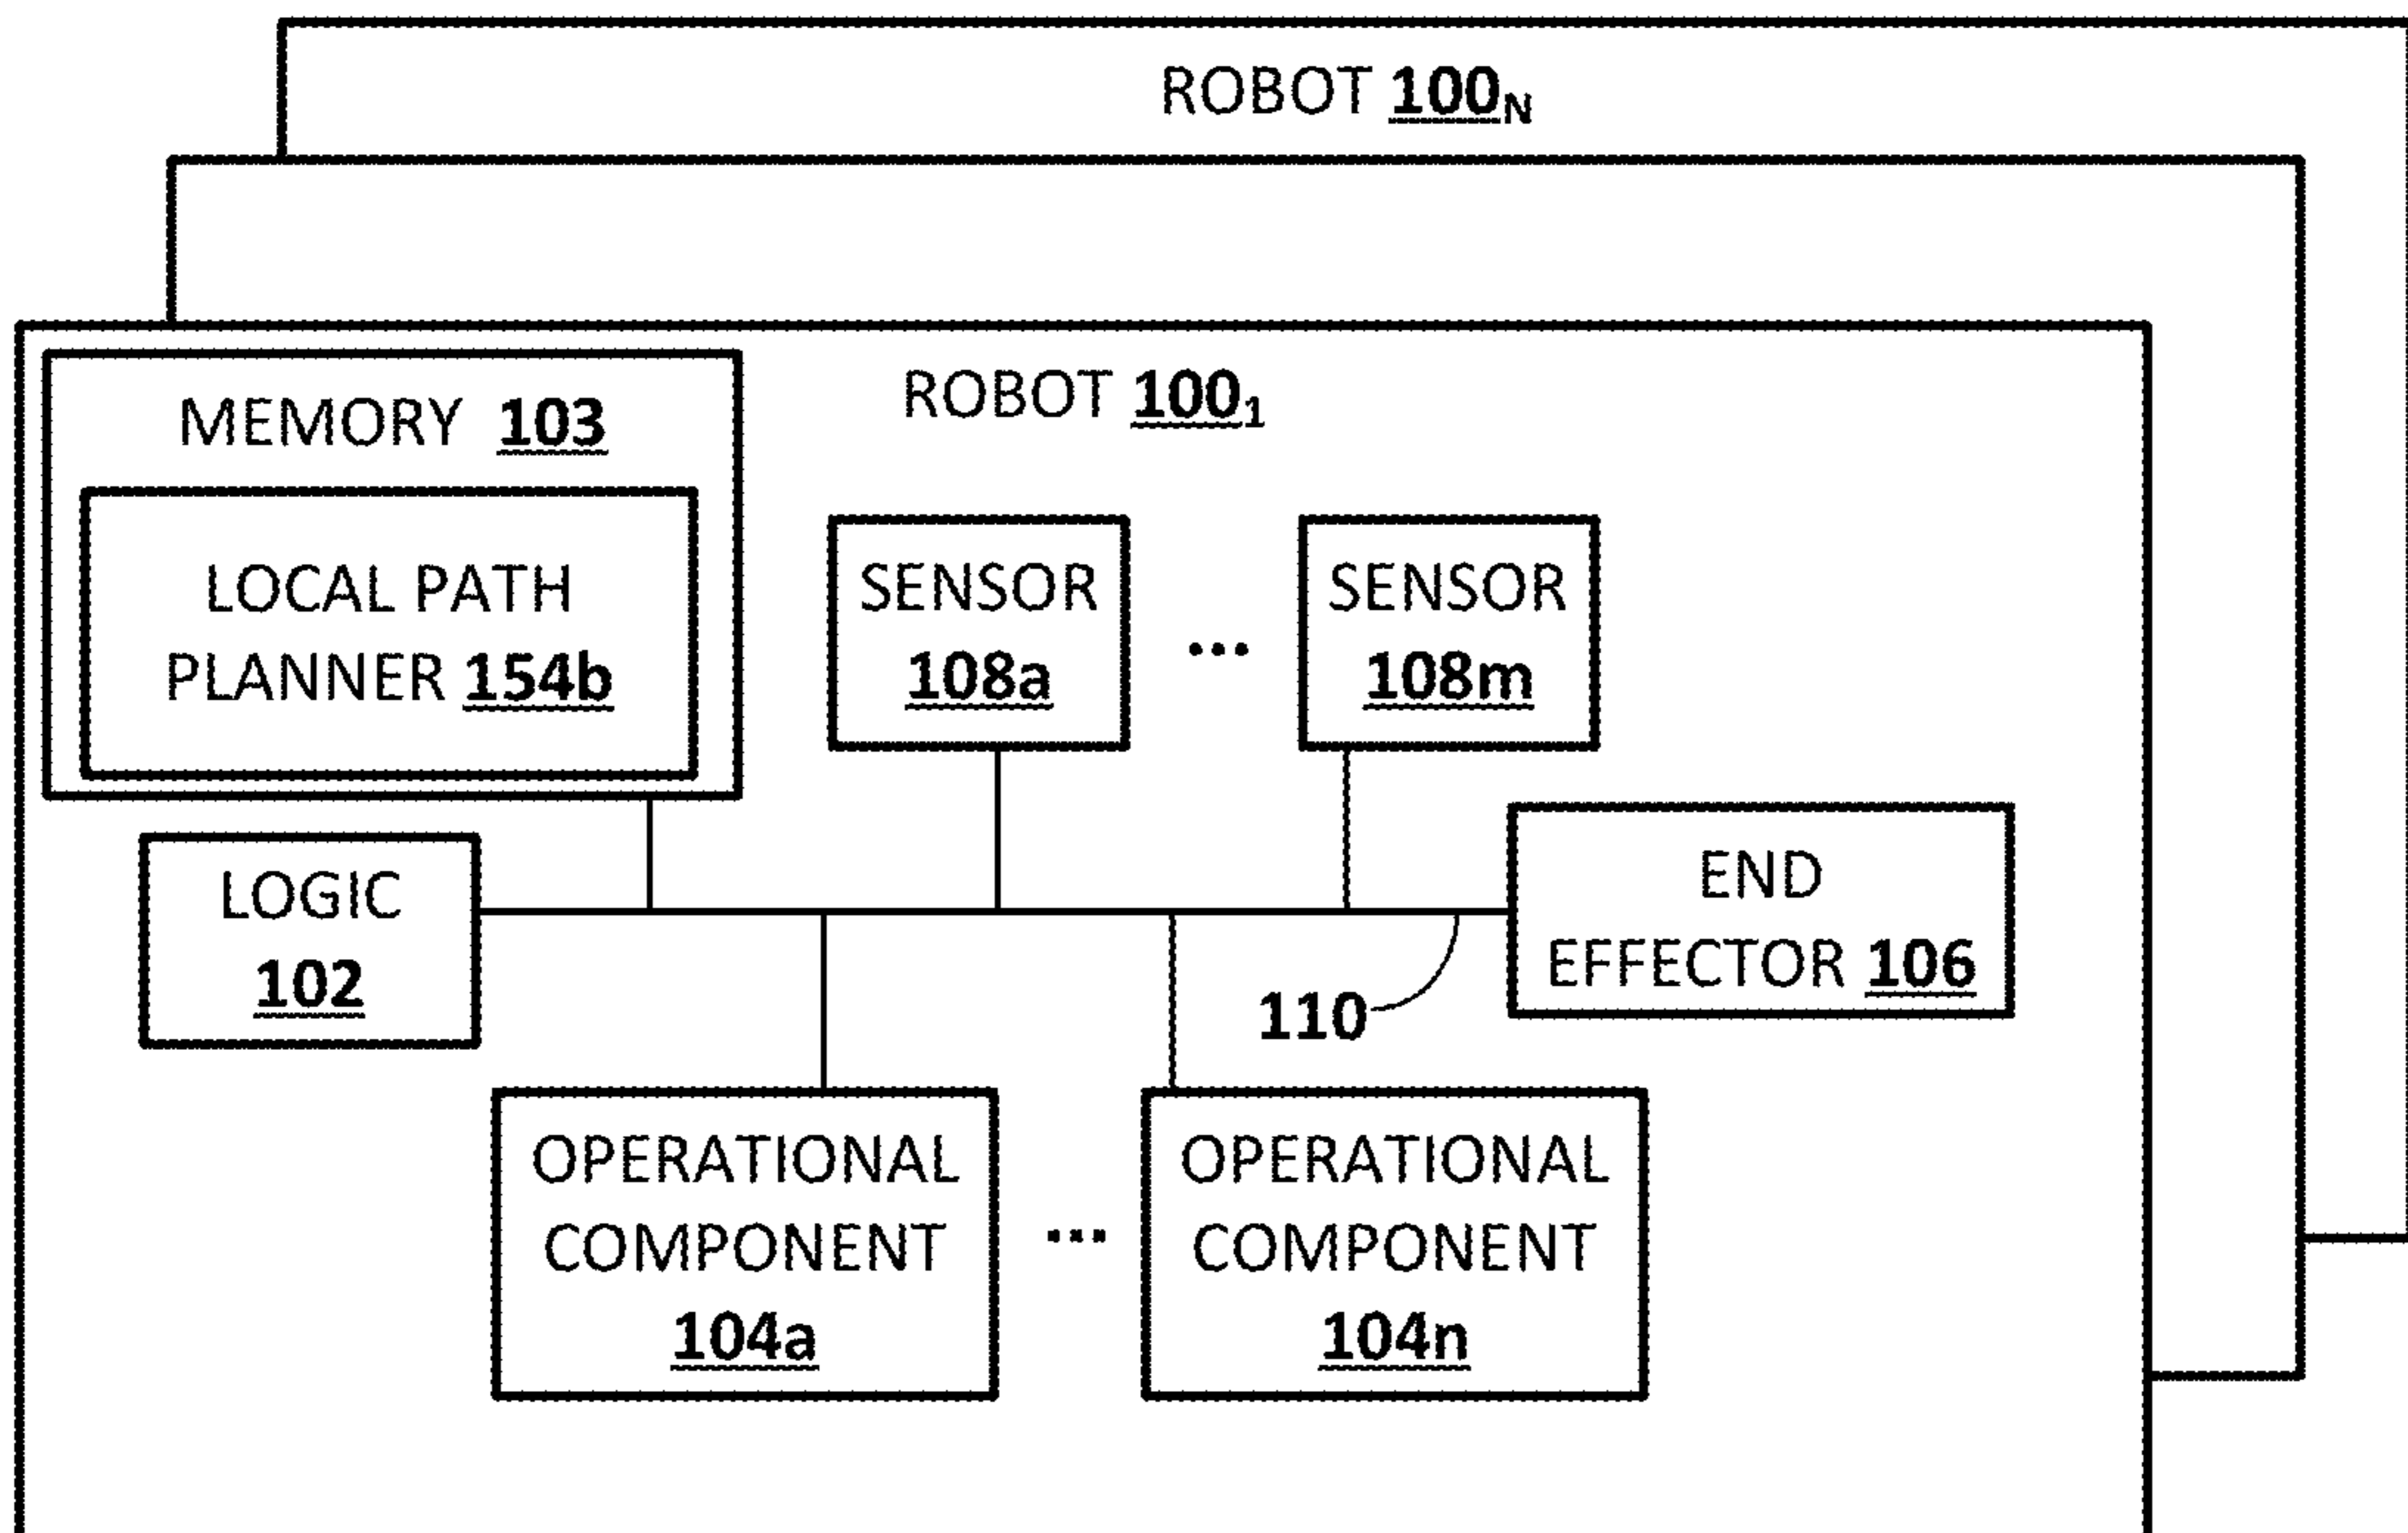 ROBOT 100N
ROBOT 1001
MEMORY 103
LOCAL PATH
PLANNER 154b
SENSOR
108a
...
SENSOR
108m
LOGIC
102
END
EFFECTOR 106
110
OPERATIONAL
COMPONENT
104a
...
OPERATIONAL
COMPONENT
104n